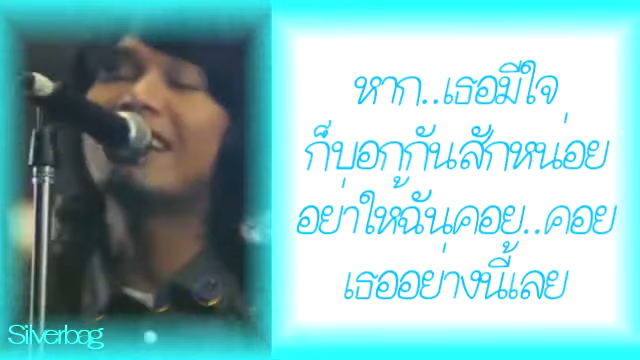 หาก..เธอมีใจ
ก็บอกกันสักหน่อย
อย่าให้ฉันคอย..คอย
เธออย่างนี้เลย
Silverbag